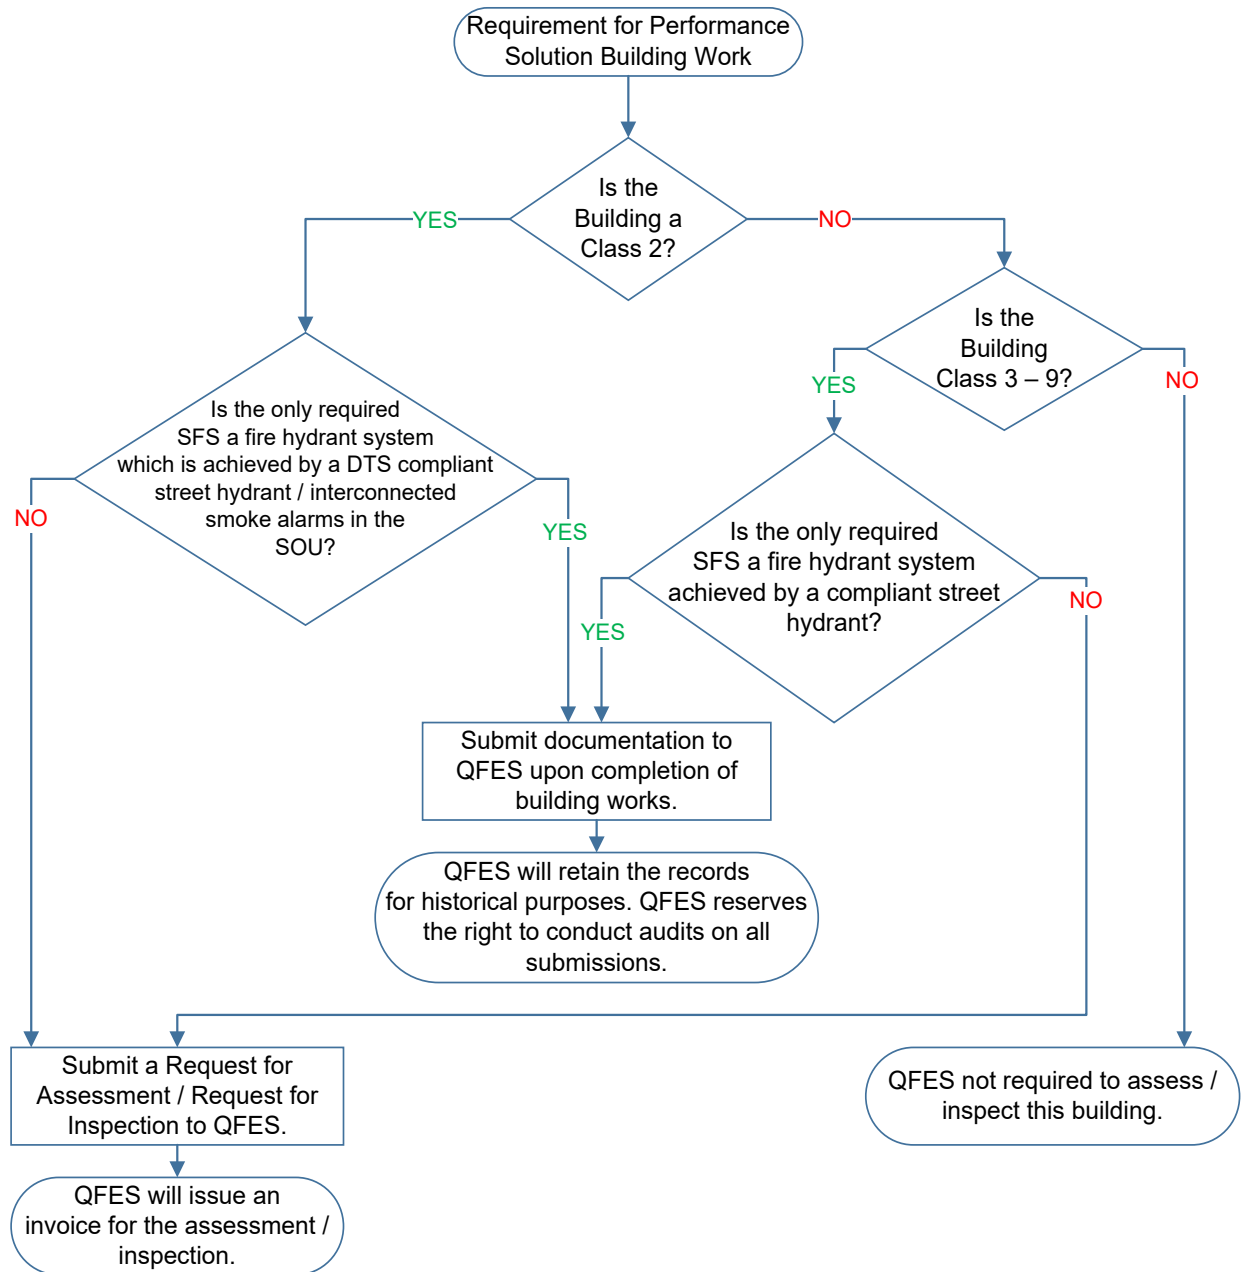 Requirement for Performance
Solution Building Work
Is the
Building a
Class 2?
YES
NO
Is the
Building
Class 3 – 9?
YES
NO
Is the only required
SFS a fire hydrant system
which is achieved by a DTS compliant
street hydrant / interconnected
smoke alarms in the
SOU?
NO
YES
Is the only required
SFS a fire hydrant system
achieved by a compliant street
hydrant?
YES
NO
Submit documentation to
QFES upon completion of
building works.
QFES will retain the records
for historical purposes. QFES reserves
the right to conduct audits on all
submissions.
Submit a Request for
Assessment / Request for
Inspection to QFES.
QFES not required to assess /
inspect this building.
QFES will issue an
invoice for the assessment /
inspection.